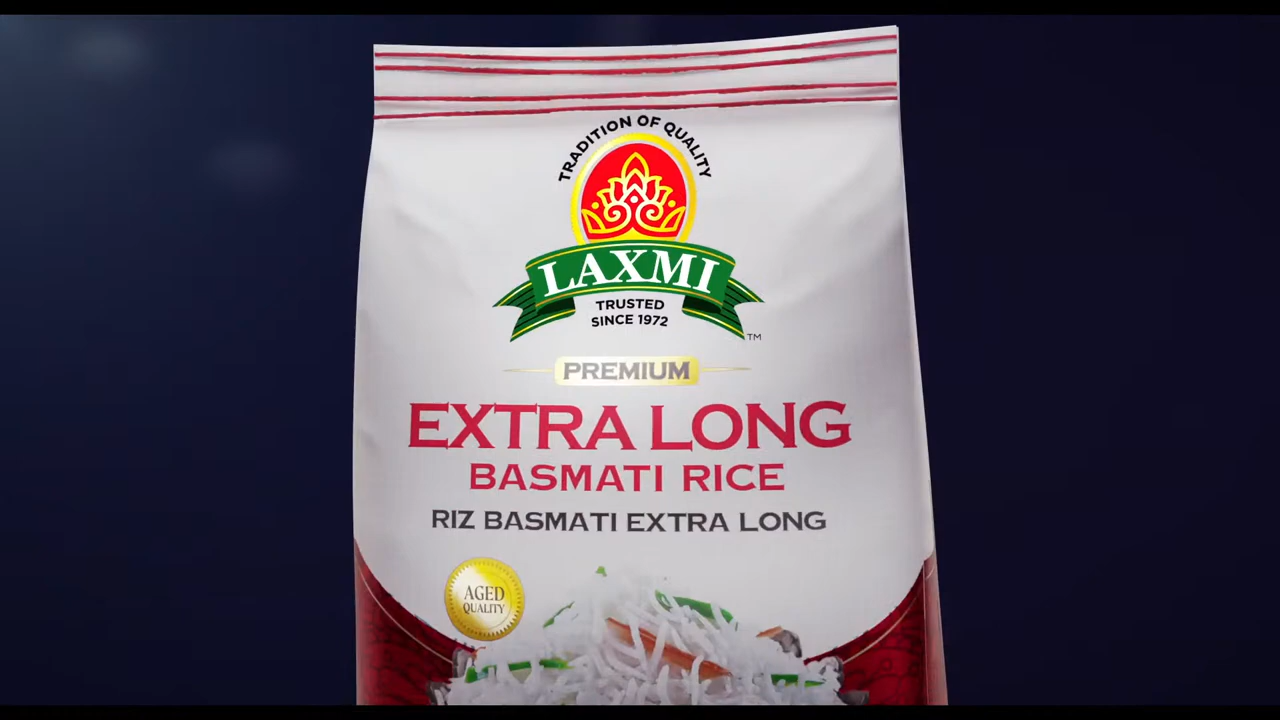 TRADITION OF QUALITY
LAXMI
TRUSTED
SINCE 1972
TM
PREMIUM
EXTRA LONG
BASMATI RICE
RIZ BASMATI EXTRA LONG
AGED
QUALITY